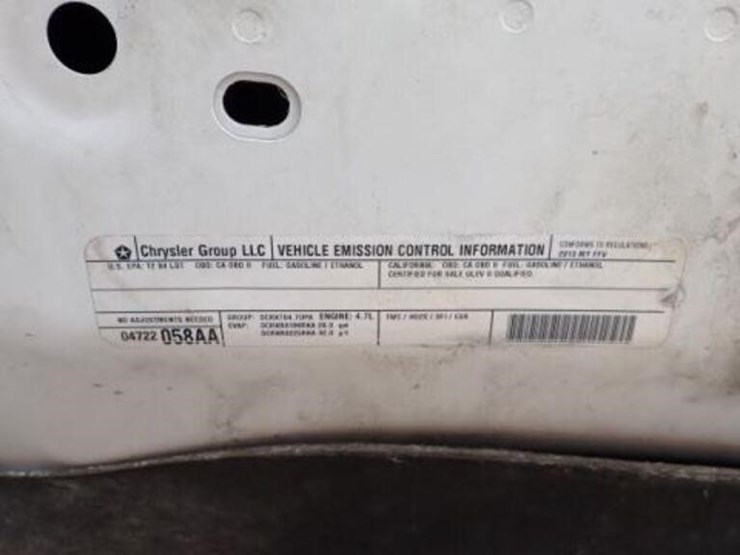 Chrysler Group LLC VEHICLE EMISSION CONTROL INFORMATION CONFORMS TO REGULATIONS:
2013 MY FFV
U.S. EPA: T2 B4 LDT OBD: CA OBD II FUEL: GASOLINE / ETHANOL
CALIFORNIA: OBD: CA OBD II FUEL: GASOLINE / ETHANOL
CERTIFIED FOR SALE ULEV II QUALIFIED
NO ADJUSTMENTS NEEDED
04722 058AA
GROUP: ENGINE: 4.7L
EVAP:
TWC / HO2S / SFI /